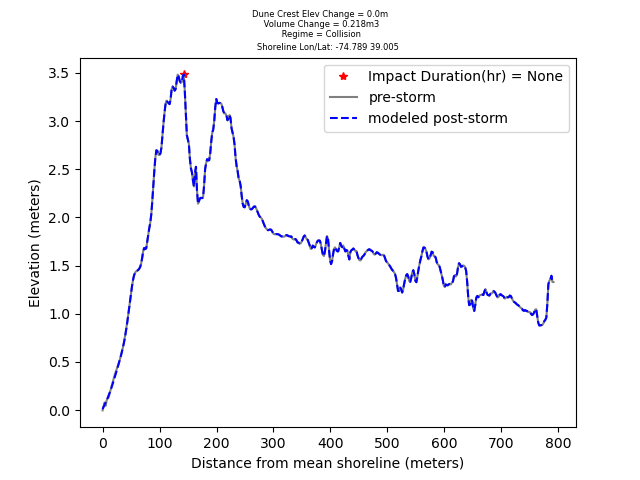 Dune Crest Elev Change = 0.0m
Volume Change = 0.218m3
Regime = Collision
Shoreline Lon/Lat: -74.789 39.005
Impact Duration(hr) = None
pre-storm
modeled post-storm
Elevation (meters)
3.5
3.0
2.5
2.0
1.5
1.0
0.5
0.0
0 100 200 300 400 500 600 700 800
Distance from mean shoreline (meters)